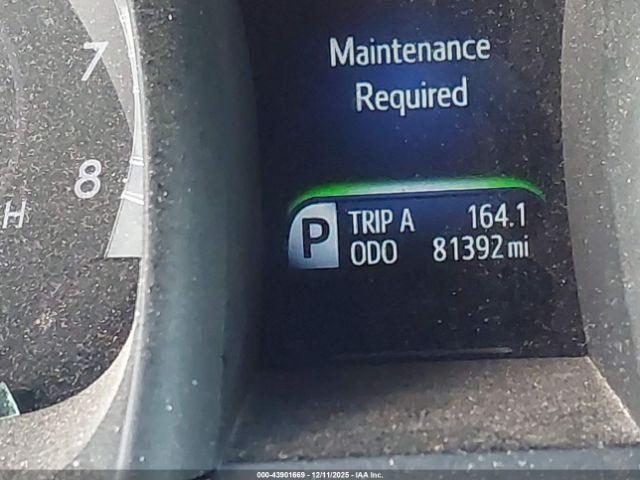 7
8
H
Maintenance
Required
P
TRIP A 164.1
ODO 81392 mi
000-43901669 - 12/11/2025 - IAA Inc.